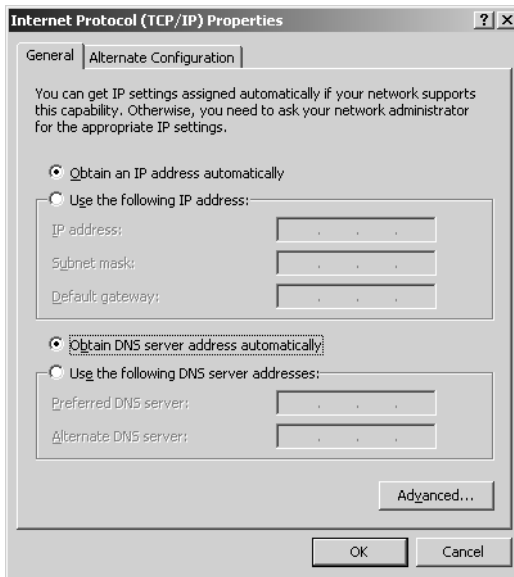 Internet Protocol (TCP/IP) Properties
General
Alternate Configuration
You can get IP settings assigned automatically if your network supports
this capability. Otherwise, you need to ask your network administrator
for the appropriate IP settings.
Obtain an IP address automatically
Use the following IP address:
IP address:
Subnet mask:
Default gateway:
Obtain DNS server address automatically
Use the following DNS server addresses:
Preferred DNS server:
Alternate DNS server:
Advanced...
OK
Cancel